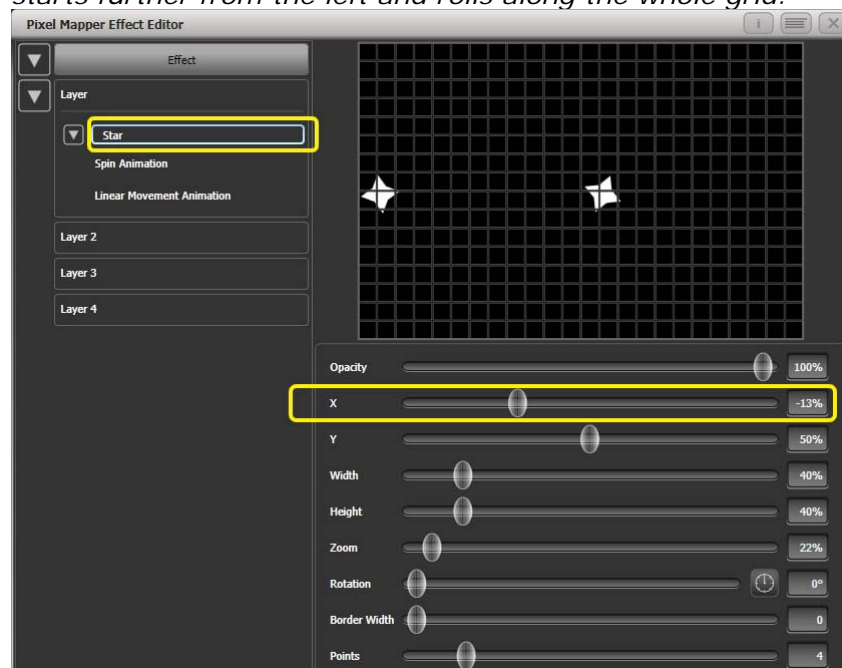 starts further from the left and rolls along the whole grid.
Pixel Mapper Effect Editor
i
Effect
Layer
Star
Spin Animation
Linear Movement Animation
Layer 2
Layer 3
Layer 4
Opacity 100%
X -13%
Y 50%
Width 40%
Height 40%
Zoom 22%
Rotation 0º
Border Width 0
Points 4